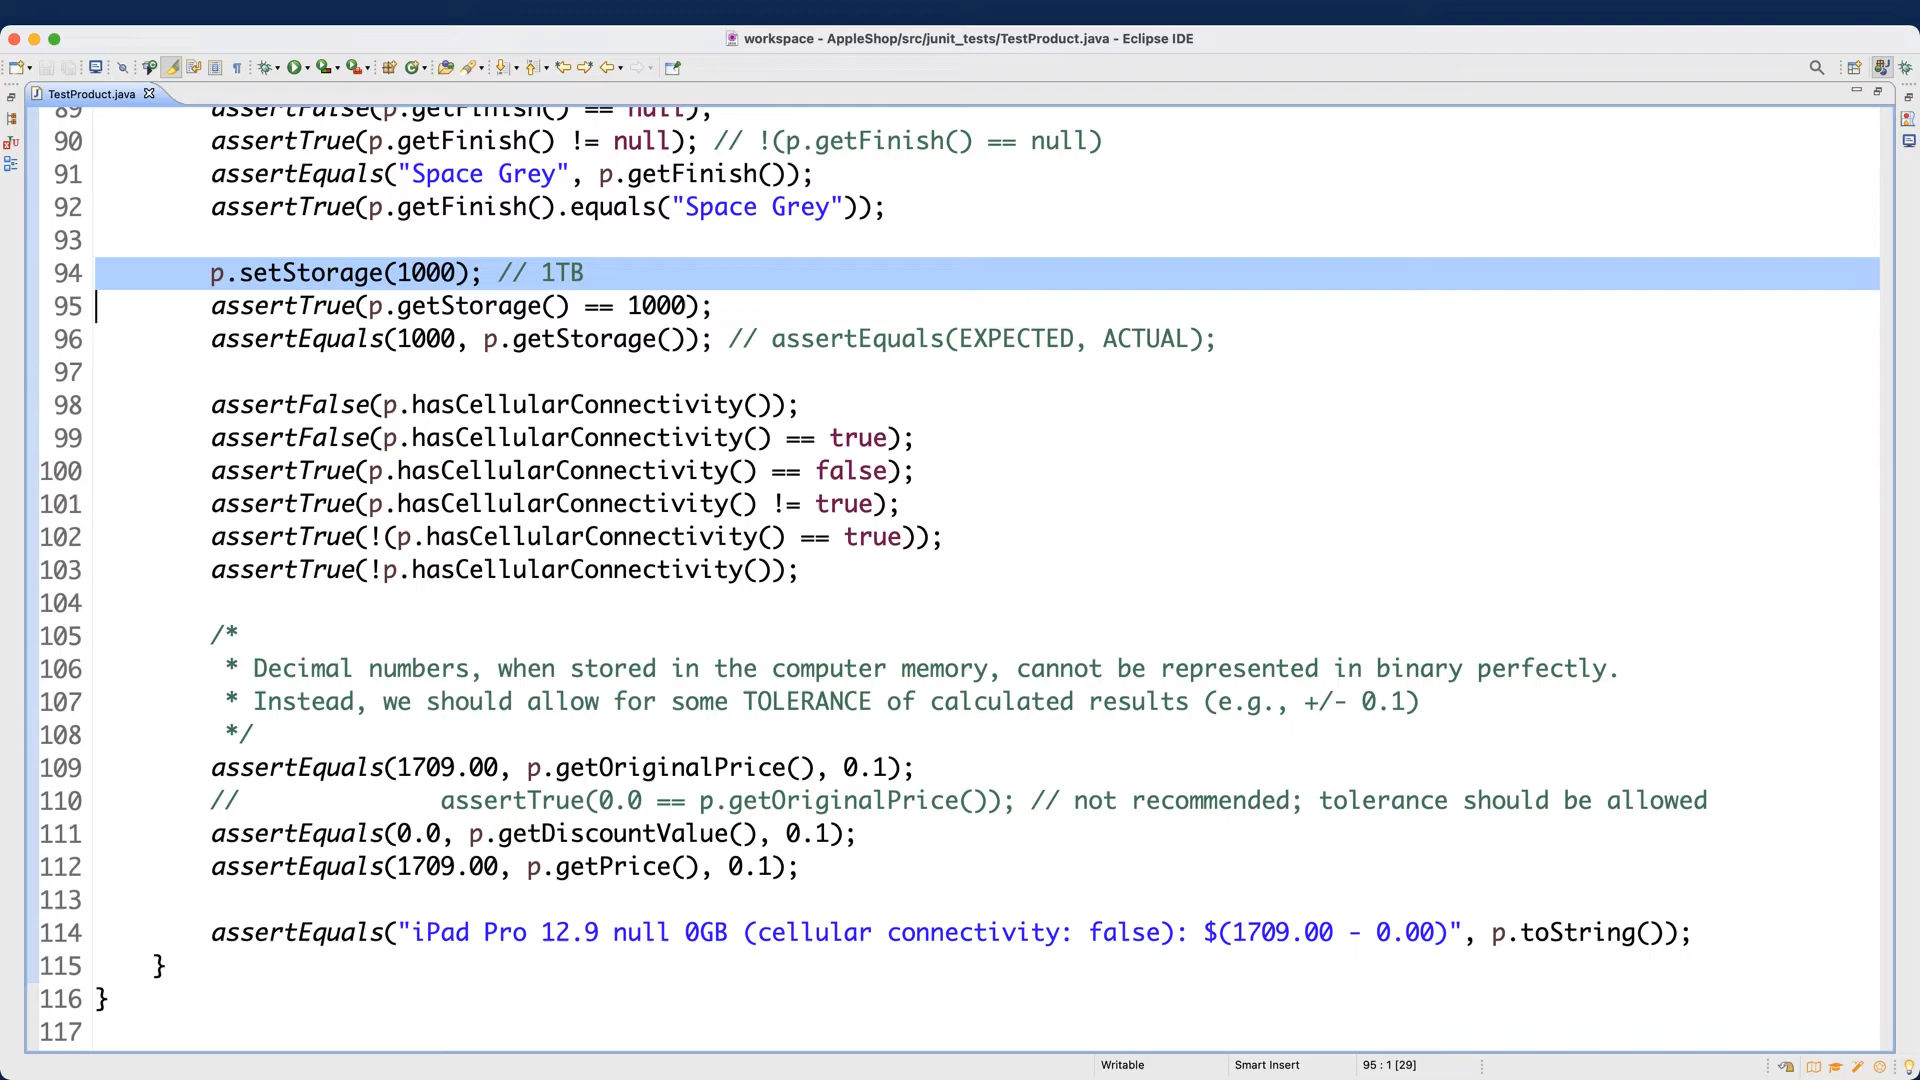 workspace - AppleShop/src/junit_tests/TestProduct.java - Eclipse IDE
TestProduct.java
89 assertFalse(p.getFinish() == null);
90 assertTrue(p.getFinish() != null); // !(p.getFinish() == null)
91 assertEquals("Space Grey", p.getFinish());
92 assertTrue(p.getFinish().equals("Space Grey"));
93
94 p.setStorage(1000); // 1TB
95 assertTrue(p.getStorage() == 1000);
96 assertEquals(1000, p.getStorage()); // assertEquals(EXPECTED, ACTUAL);
97
98 assertFalse(p.hasCellularConnectivity());
99 assertFalse(p.hasCellularConnectivity() == true);
100 assertTrue(p.hasCellularConnectivity() == false);
101 assertTrue(p.hasCellularConnectivity() != true);
102 assertTrue(!(p.hasCellularConnectivity() == true));
103 assertTrue(!p.hasCellularConnectivity());
104
105 /*
106 * Decimal numbers, when stored in the computer memory, cannot be represented in binary perfectly.
107 * Instead, we should allow for some TOLERANCE of calculated results (e.g., +/- 0.1)
108 */
109 assertEquals(1709.00, p.getOriginalPrice(), 0.1);
110 // assertTrue(0.0 == p.getOriginalPrice()); // not recommended; tolerance should be allowed
111 assertEquals(0.0, p.getDiscountValue(), 0.1);
112 assertEquals(1709.00, p.getPrice(), 0.1);
113
114 assertEquals("iPad Pro 12.9 null 0GB (cellular connectivity: false): $(1709.00 - 0.00)", p.toString());
115 }
116 }
117
Writable Smart Insert 95 : 1 [29]